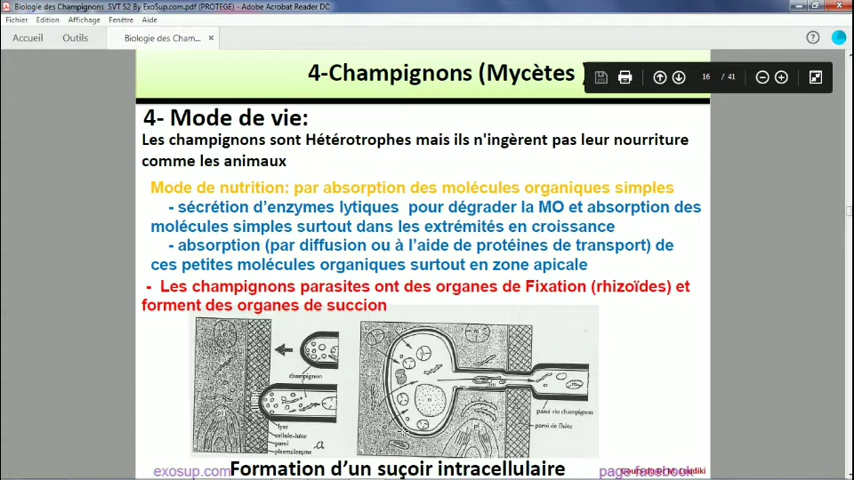 Biologie des Champignons SVT S2 By ExoSup.com.pdf (PROTEGE) - Adobe Acrobat Reader DC
Fichier Edition Affichage Fenêtre Aide
Accueil Outils Biologie des Cham... ×
4-Champignons (Mycètes
16 / 41
4- Mode de vie:
Les champignons sont Hétérotrophes mais ils n'ingèrent pas leur nourriture
comme les animaux
Mode de nutrition: par absorption des molécules organiques simples
- sécrétion d'enzymes lytiques pour dégrader la MO et absorption des
molécules simples surtout dans les extrémités en croissance
- absorption (par diffusion ou à l'aide de protéines de transport) de
ces petites molécules organiques surtout en zone apicale
- Les champignons parasites ont des organes de Fixation (rhizoïdes) et
forment des organes de succion
champignon
lyse
cellule-hôte
paroi
plasmalemme
a
paroi du champignon
paroi de l'hôte
Formation d'un suçoir intracellulaire
exosup.com
page facebook